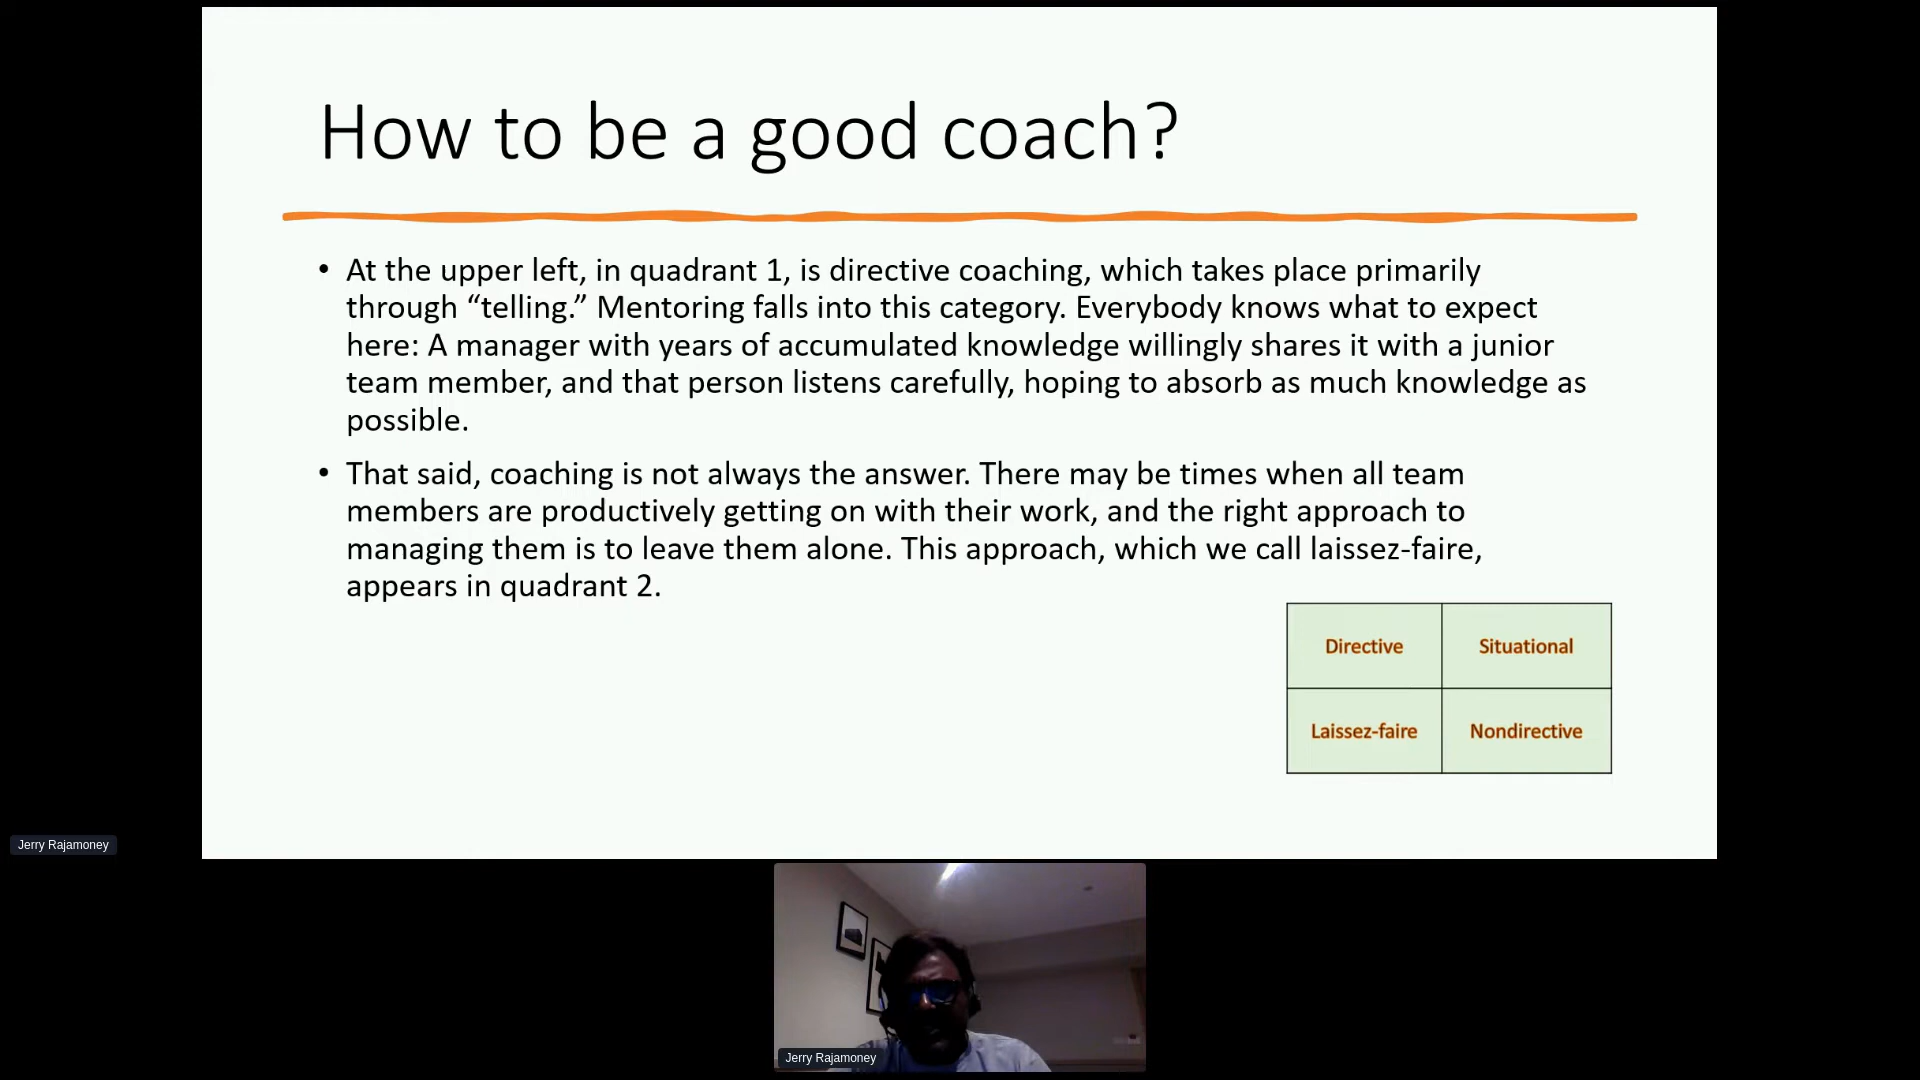 How to be a good coach?
• At the upper left, in quadrant 1, is directive coaching, which takes place primarily
through “telling.” Mentoring falls into this category. Everybody knows what to expect
here: A manager with years of accumulated knowledge willingly shares it with a junior
team member, and that person listens carefully, hoping to absorb as much knowledge as
possible.
• That said, coaching is not always the answer. There may be times when all team
members are productively getting on with their work, and the right approach to
managing them is to leave them alone. This approach, which we call laissez-faire,
appears in quadrant 2.
Directive Situational
Laissez-faire Nondirective
Jerry Rajamoney
Jerry Rajamoney